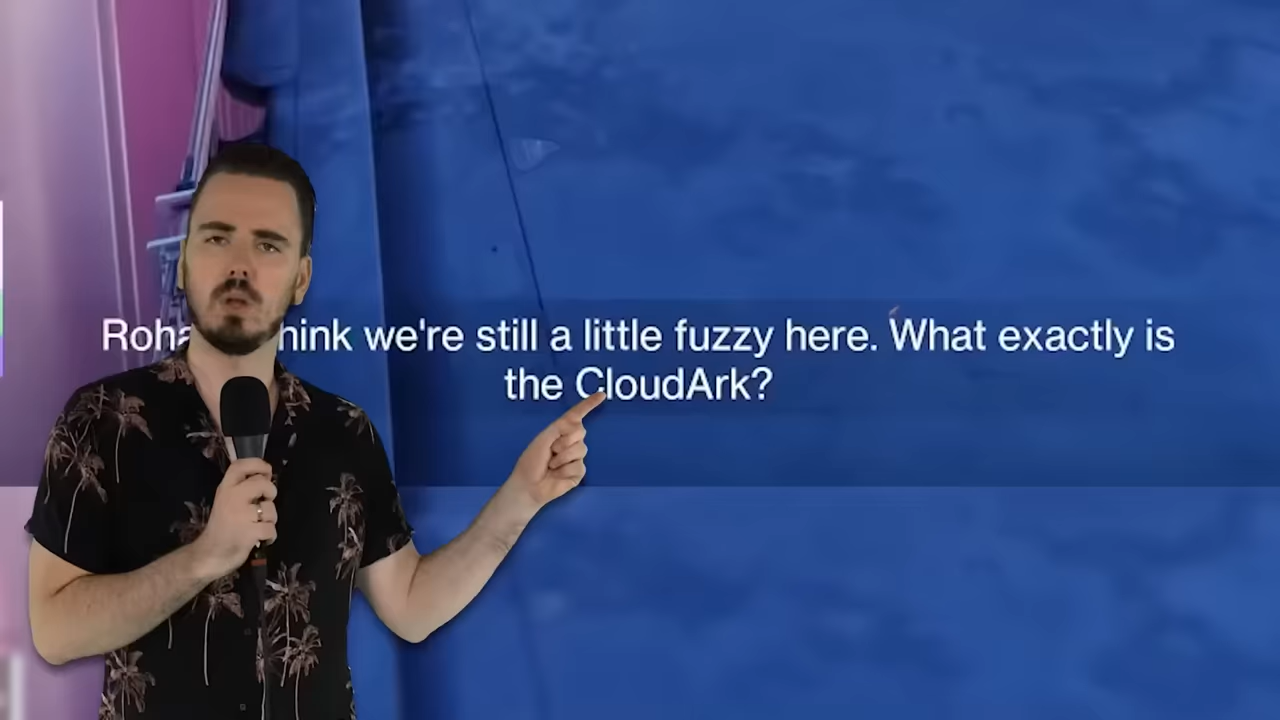 Roha hink we're still a little fuzzy here. What exactly is
the CloudArk?